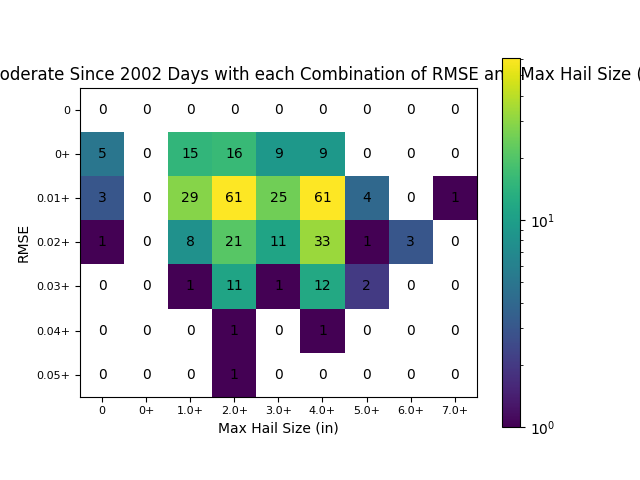 oderate Since 2002 Days with each Combination of RMSE an Max Hail Size (
0 0 0 0 0 0 0 0 0 0
0+ 5 0 15 16 9 9 0 0 0
0.01+ 3 0 29 61 25 61 4 0 1
0.02+ 1 0 8 21 11 33 1 3 0
0.03+ 0 0 1 11 1 12 2 0 0
0.04+ 0 0 0 1 0 1 0 0 0
0.05+ 0 0 0 1 0 0 0 0 0
RMSE
0 0+ 1.0+ 2.0+ 3.0+ 4.0+ 5.0+ 6.0+ 7.0+
Max Hail Size (in)
10¹
10⁰